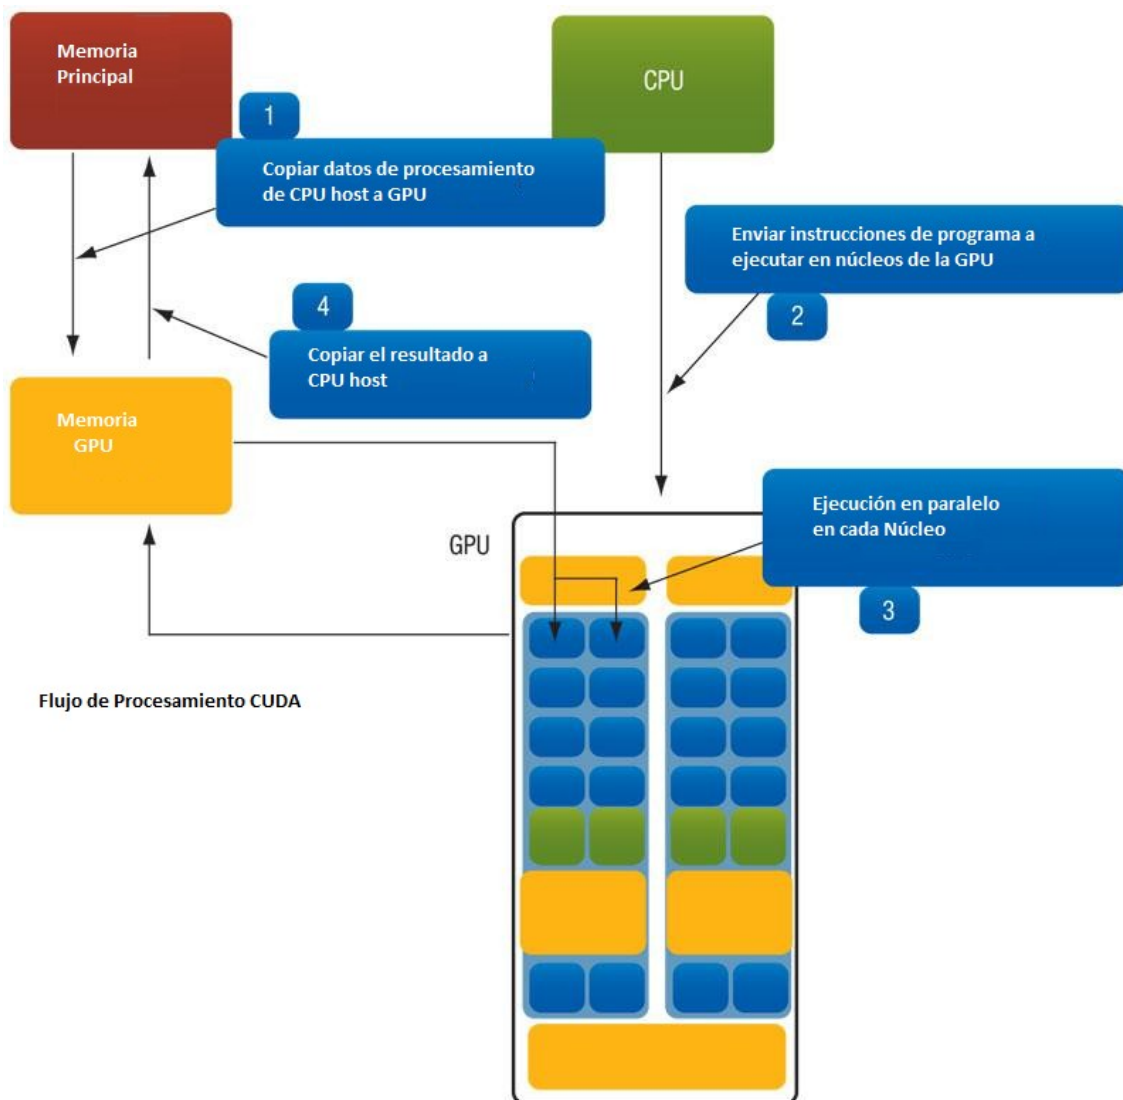 Memoria
Principal
CPU
1
Copiar datos de procesamiento
de CPU host a GPU
Enviar instrucciones de programa a
ejecutar en núcleos de la GPU
2
4
Copiar el resultado a
CPU host
Memoria
GPU
Ejecución en paralelo
en cada Núcleo
3
GPU
Flujo de Procesamiento CUDA